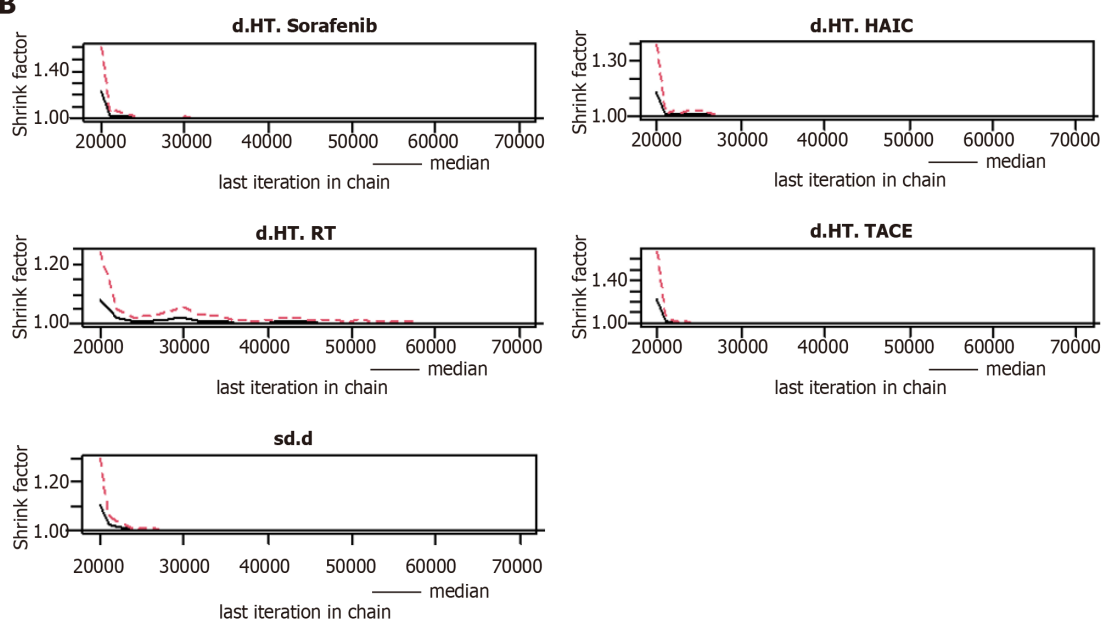 B
d.HT. Sorafenib
Shrink factor
1.40
1.00
20000 30000 40000 50000 60000 70000
median
last iteration in chain
d.HT. HAIC
Shrink factor
1.30
1.00
20000 30000 40000 50000 60000 70000
median
last iteration in chain
d.HT. RT
Shrink factor
1.20
1.00
20000 30000 40000 50000 60000 70000
median
last iteration in chain
d.HT. TACE
Shrink factor
1.40
1.00
20000 30000 40000 50000 60000 70000
median
last iteration in chain
sd.d
Shrink factor
1.20
1.00
20000 30000 40000 50000 60000 70000
median
last iteration in chain